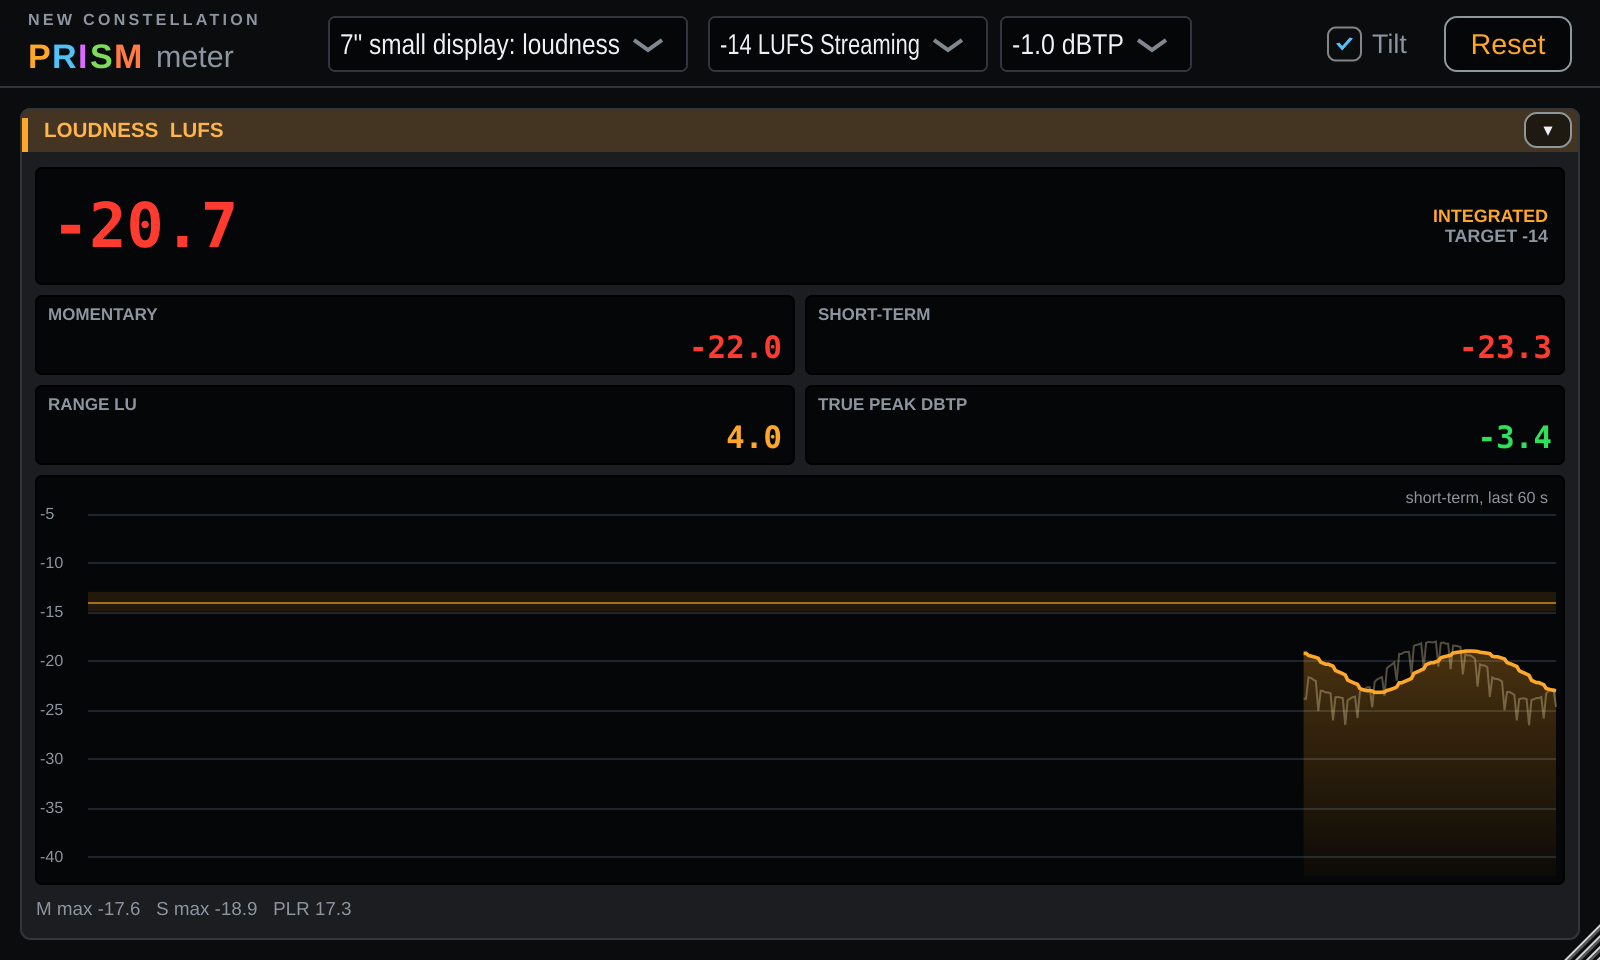 NEW CONSTELLATION
PRISM meter
7" small display: loudness
-14 LUFS Streaming
-1.0 dBTP
Tilt
Reset
LOUDNESS LUFS
-20.7
INTEGRATED
TARGET -14
MOMENTARY
-22.0
SHORT-TERM
-23.3
RANGE LU
4.0
TRUE PEAK DBTP
-3.4
short-term, last 60 s
-5
-10
-15
-20
-25
-30
-35
-40
M max -17.6 S max -18.9 PLR 17.3